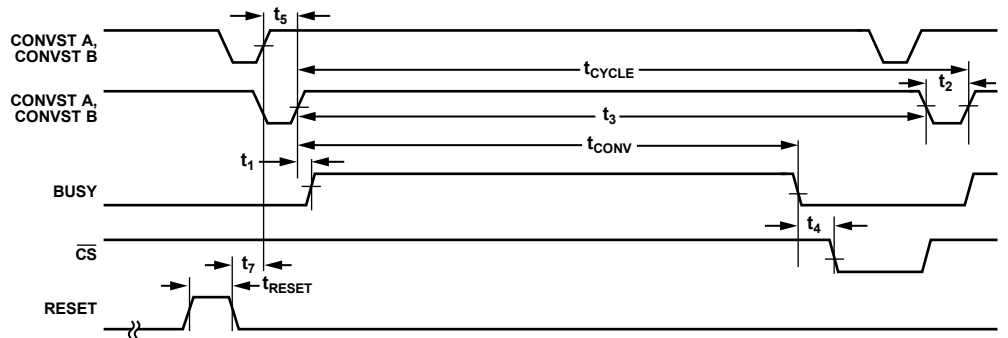 t5
CONVST A,
CONVST B
tCYCLE
t2
CONVST A,
CONVST B
t3
tCONV
t1
BUSY
t4
CS
t7
tRESET
RESET